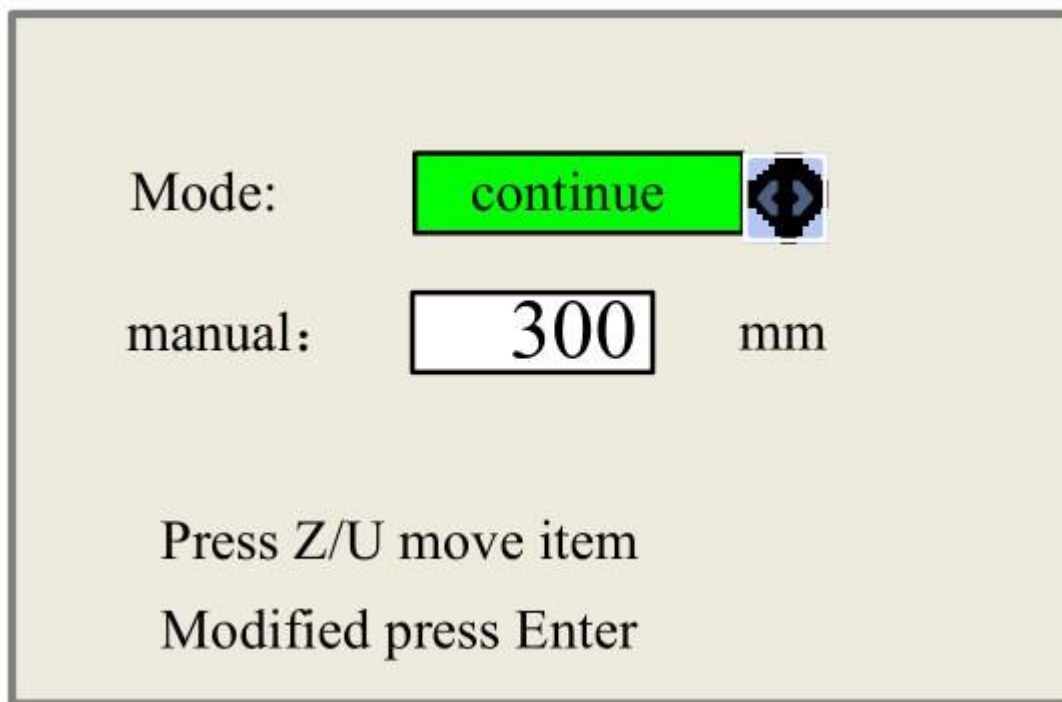 Mode: continue
manual： 300 mm
Press Z/U move item
Modified press Enter